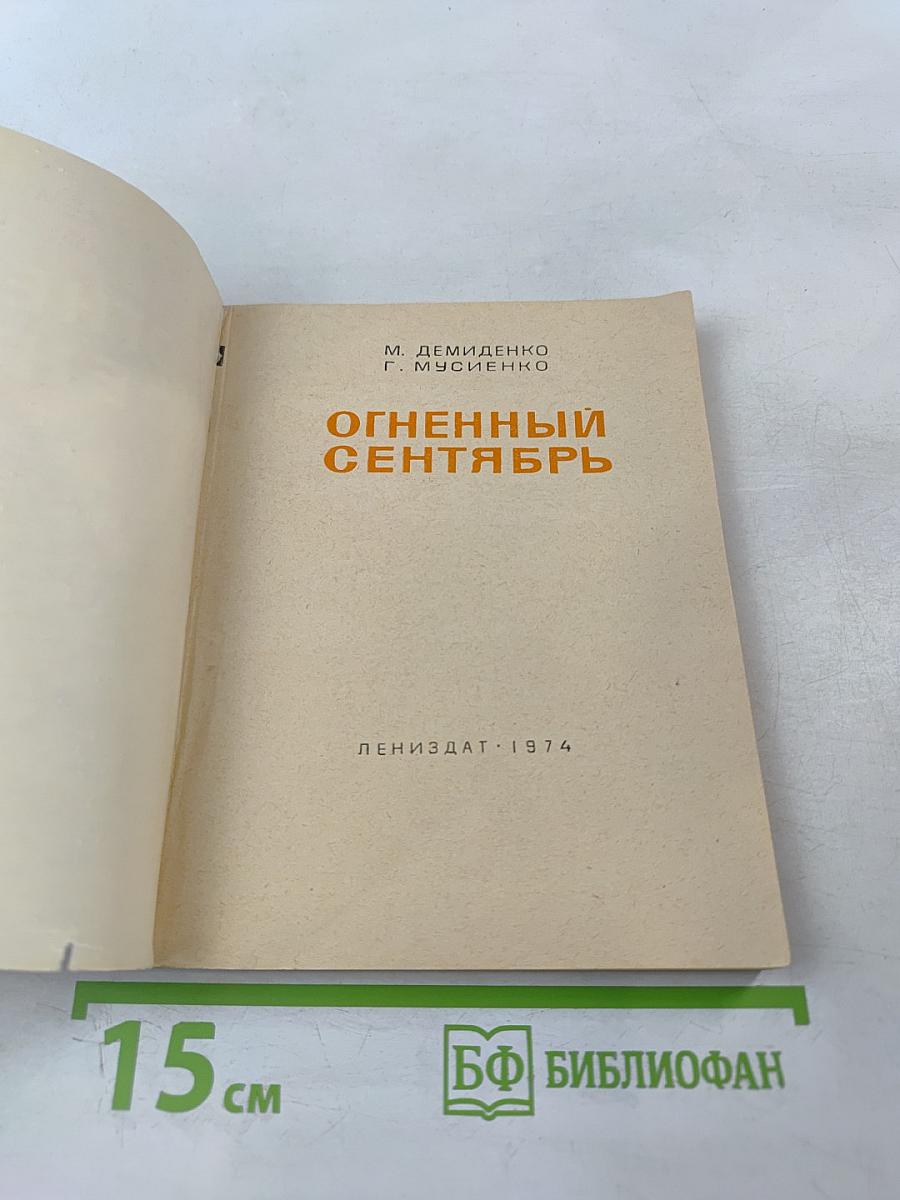 М. ДЕМИДЕНКО
Г. МУСИЕНКО
ОГНЕННЫЙ
СЕНТЯБРЬ
ЛЕНИЗДАТ · 1974
15 см
БФ БИБЛИОФАН